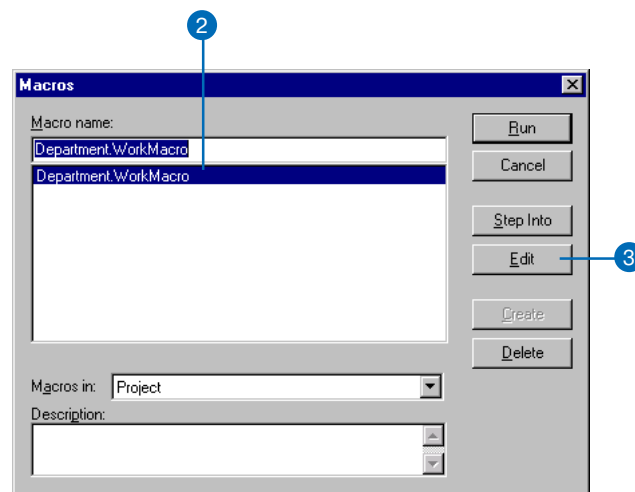 2
Macros
Macro name:
Department.WorkMacro
Department.WorkMacro
Run
Cancel
Step Into
Edit
3
Create
Delete
Macros in: Project
Description: